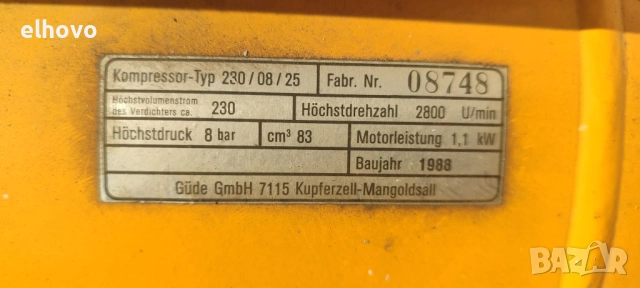 elhovo
Kompressor-Typ 230/08/25 Fabr. Nr. 08748
Höchstvolumenstrom des Verdichters ca. 230 Höchstdrehzahl 2800 U/min
Höchstdruck 8 bar cm³ 83 Motorleistung 1,1 kW
Baujahr 1988
Güde GmbH 7115 Kupferzell-Mangoldsall
BAZAR